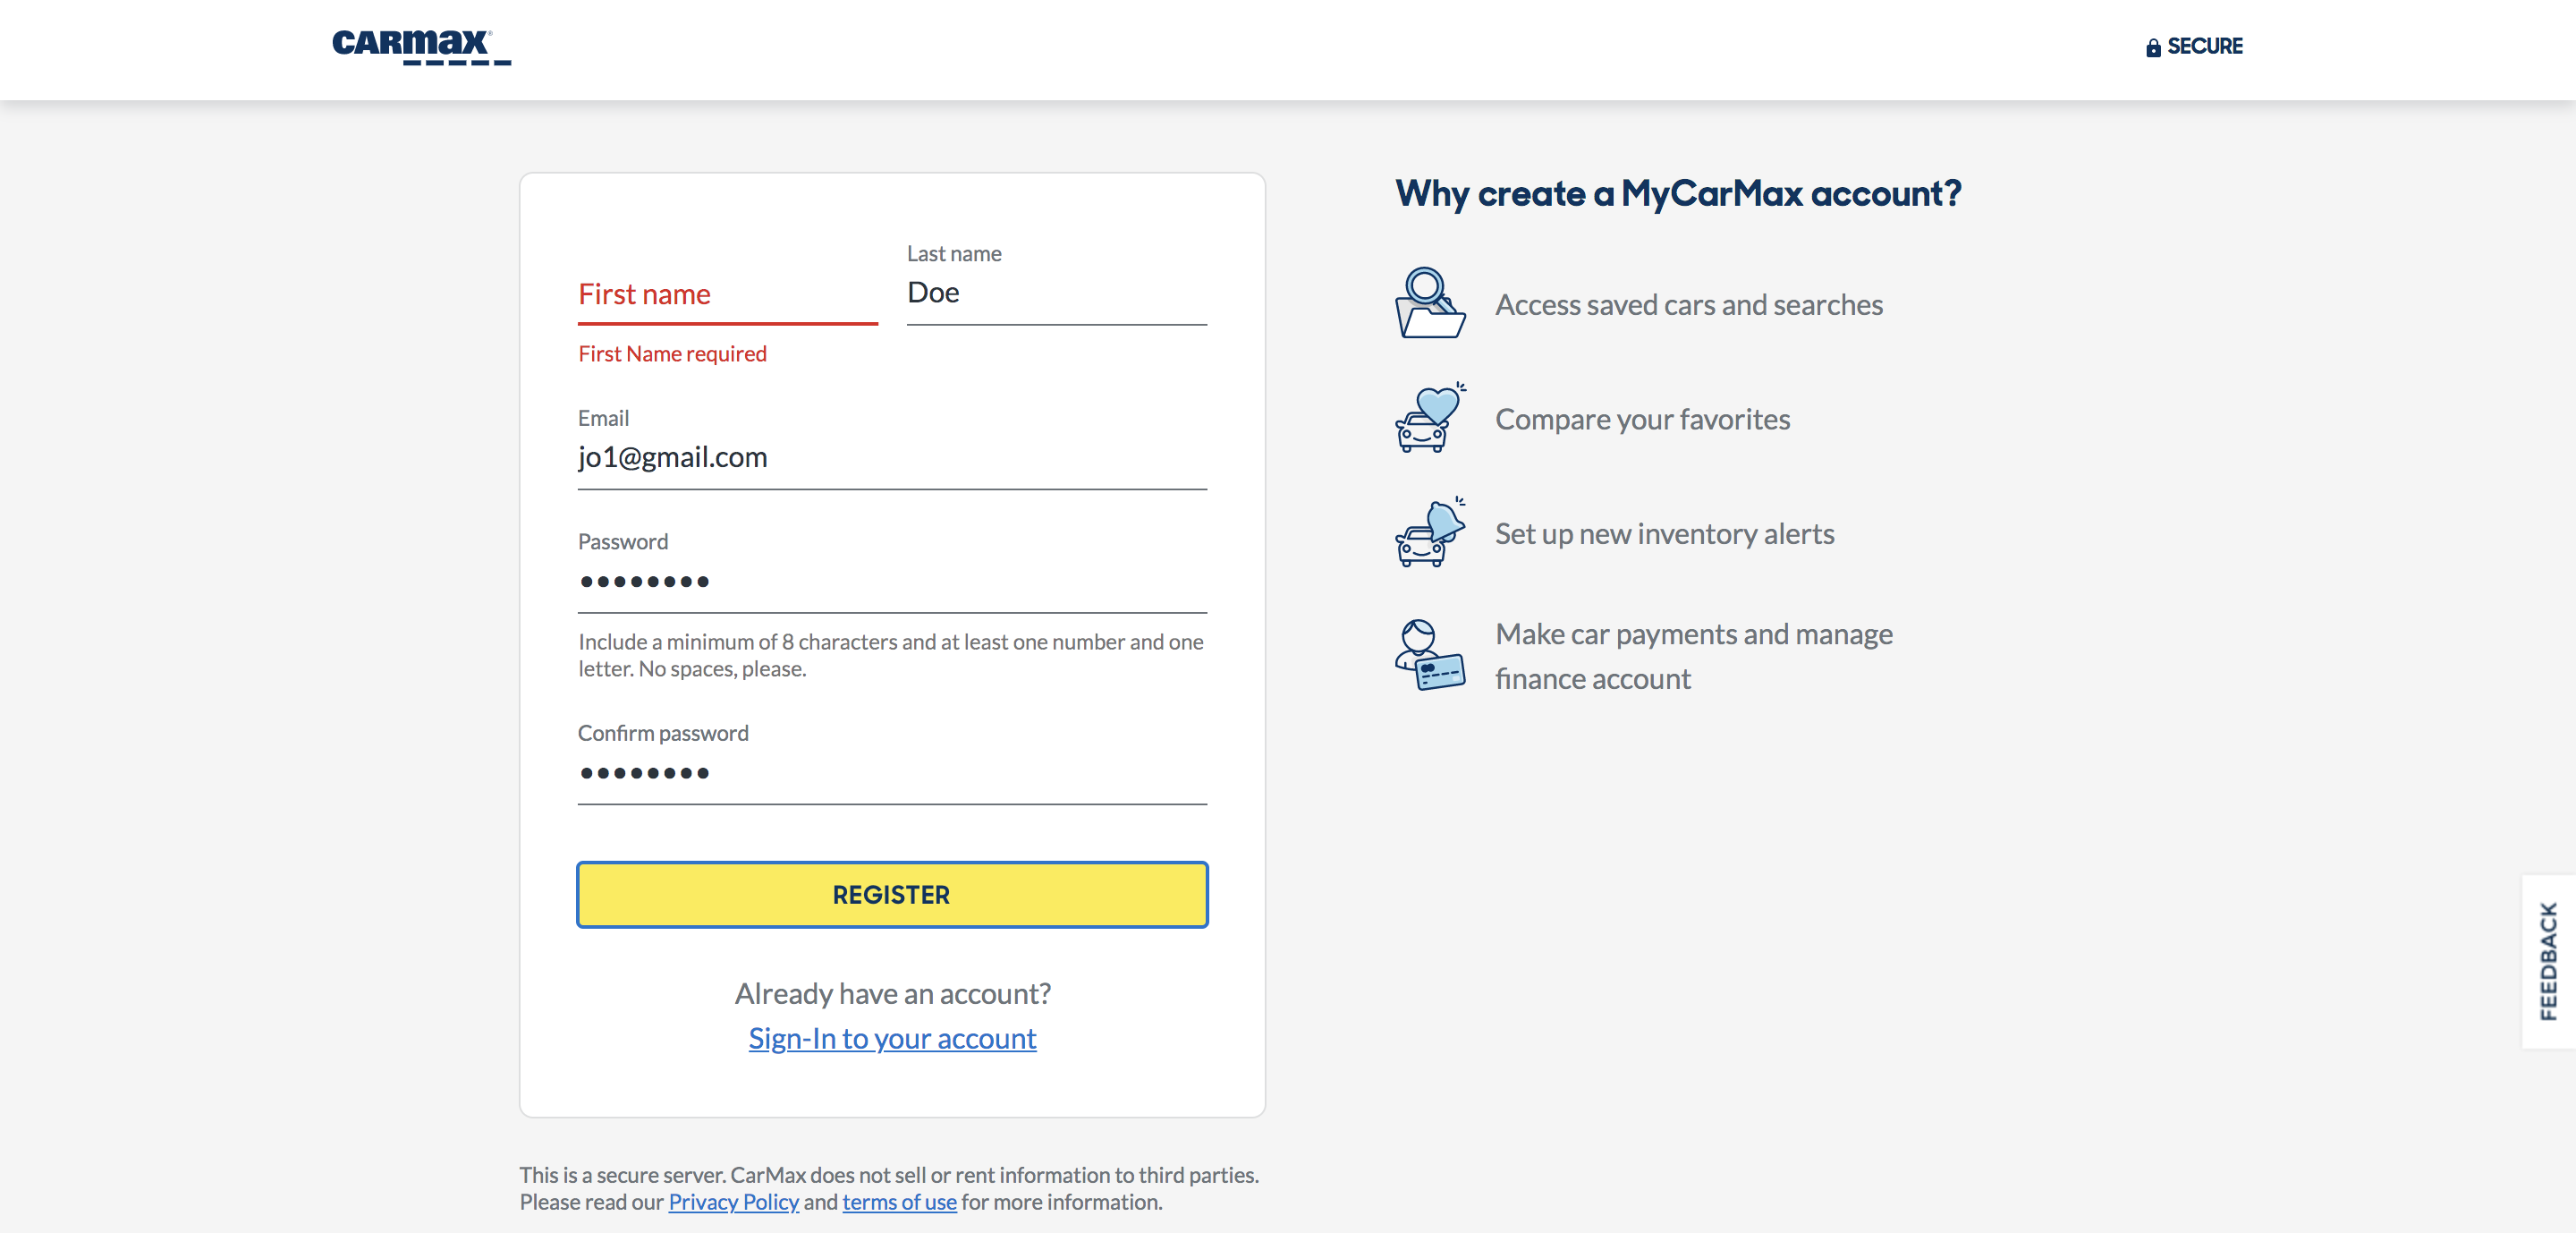 CARMAX
SECURE
Last name
First name
Doe
First Name required
Email
jo1@gmail.com
Password
••••••••
Include a minimum of 8 characters and at least one number and one
letter. No spaces, please.
Confirm password
••••••••
REGISTER
Already have an account?
Sign-In to your account
This is a secure server. CarMax does not sell or rent information to third parties.
Please read our Privacy Policy and terms of use for more information.
Why create a MyCarMax account?
Access saved cars and searches
Compare your favorites
Set up new inventory alerts
Make car payments and manage
finance account
FEEDBACK